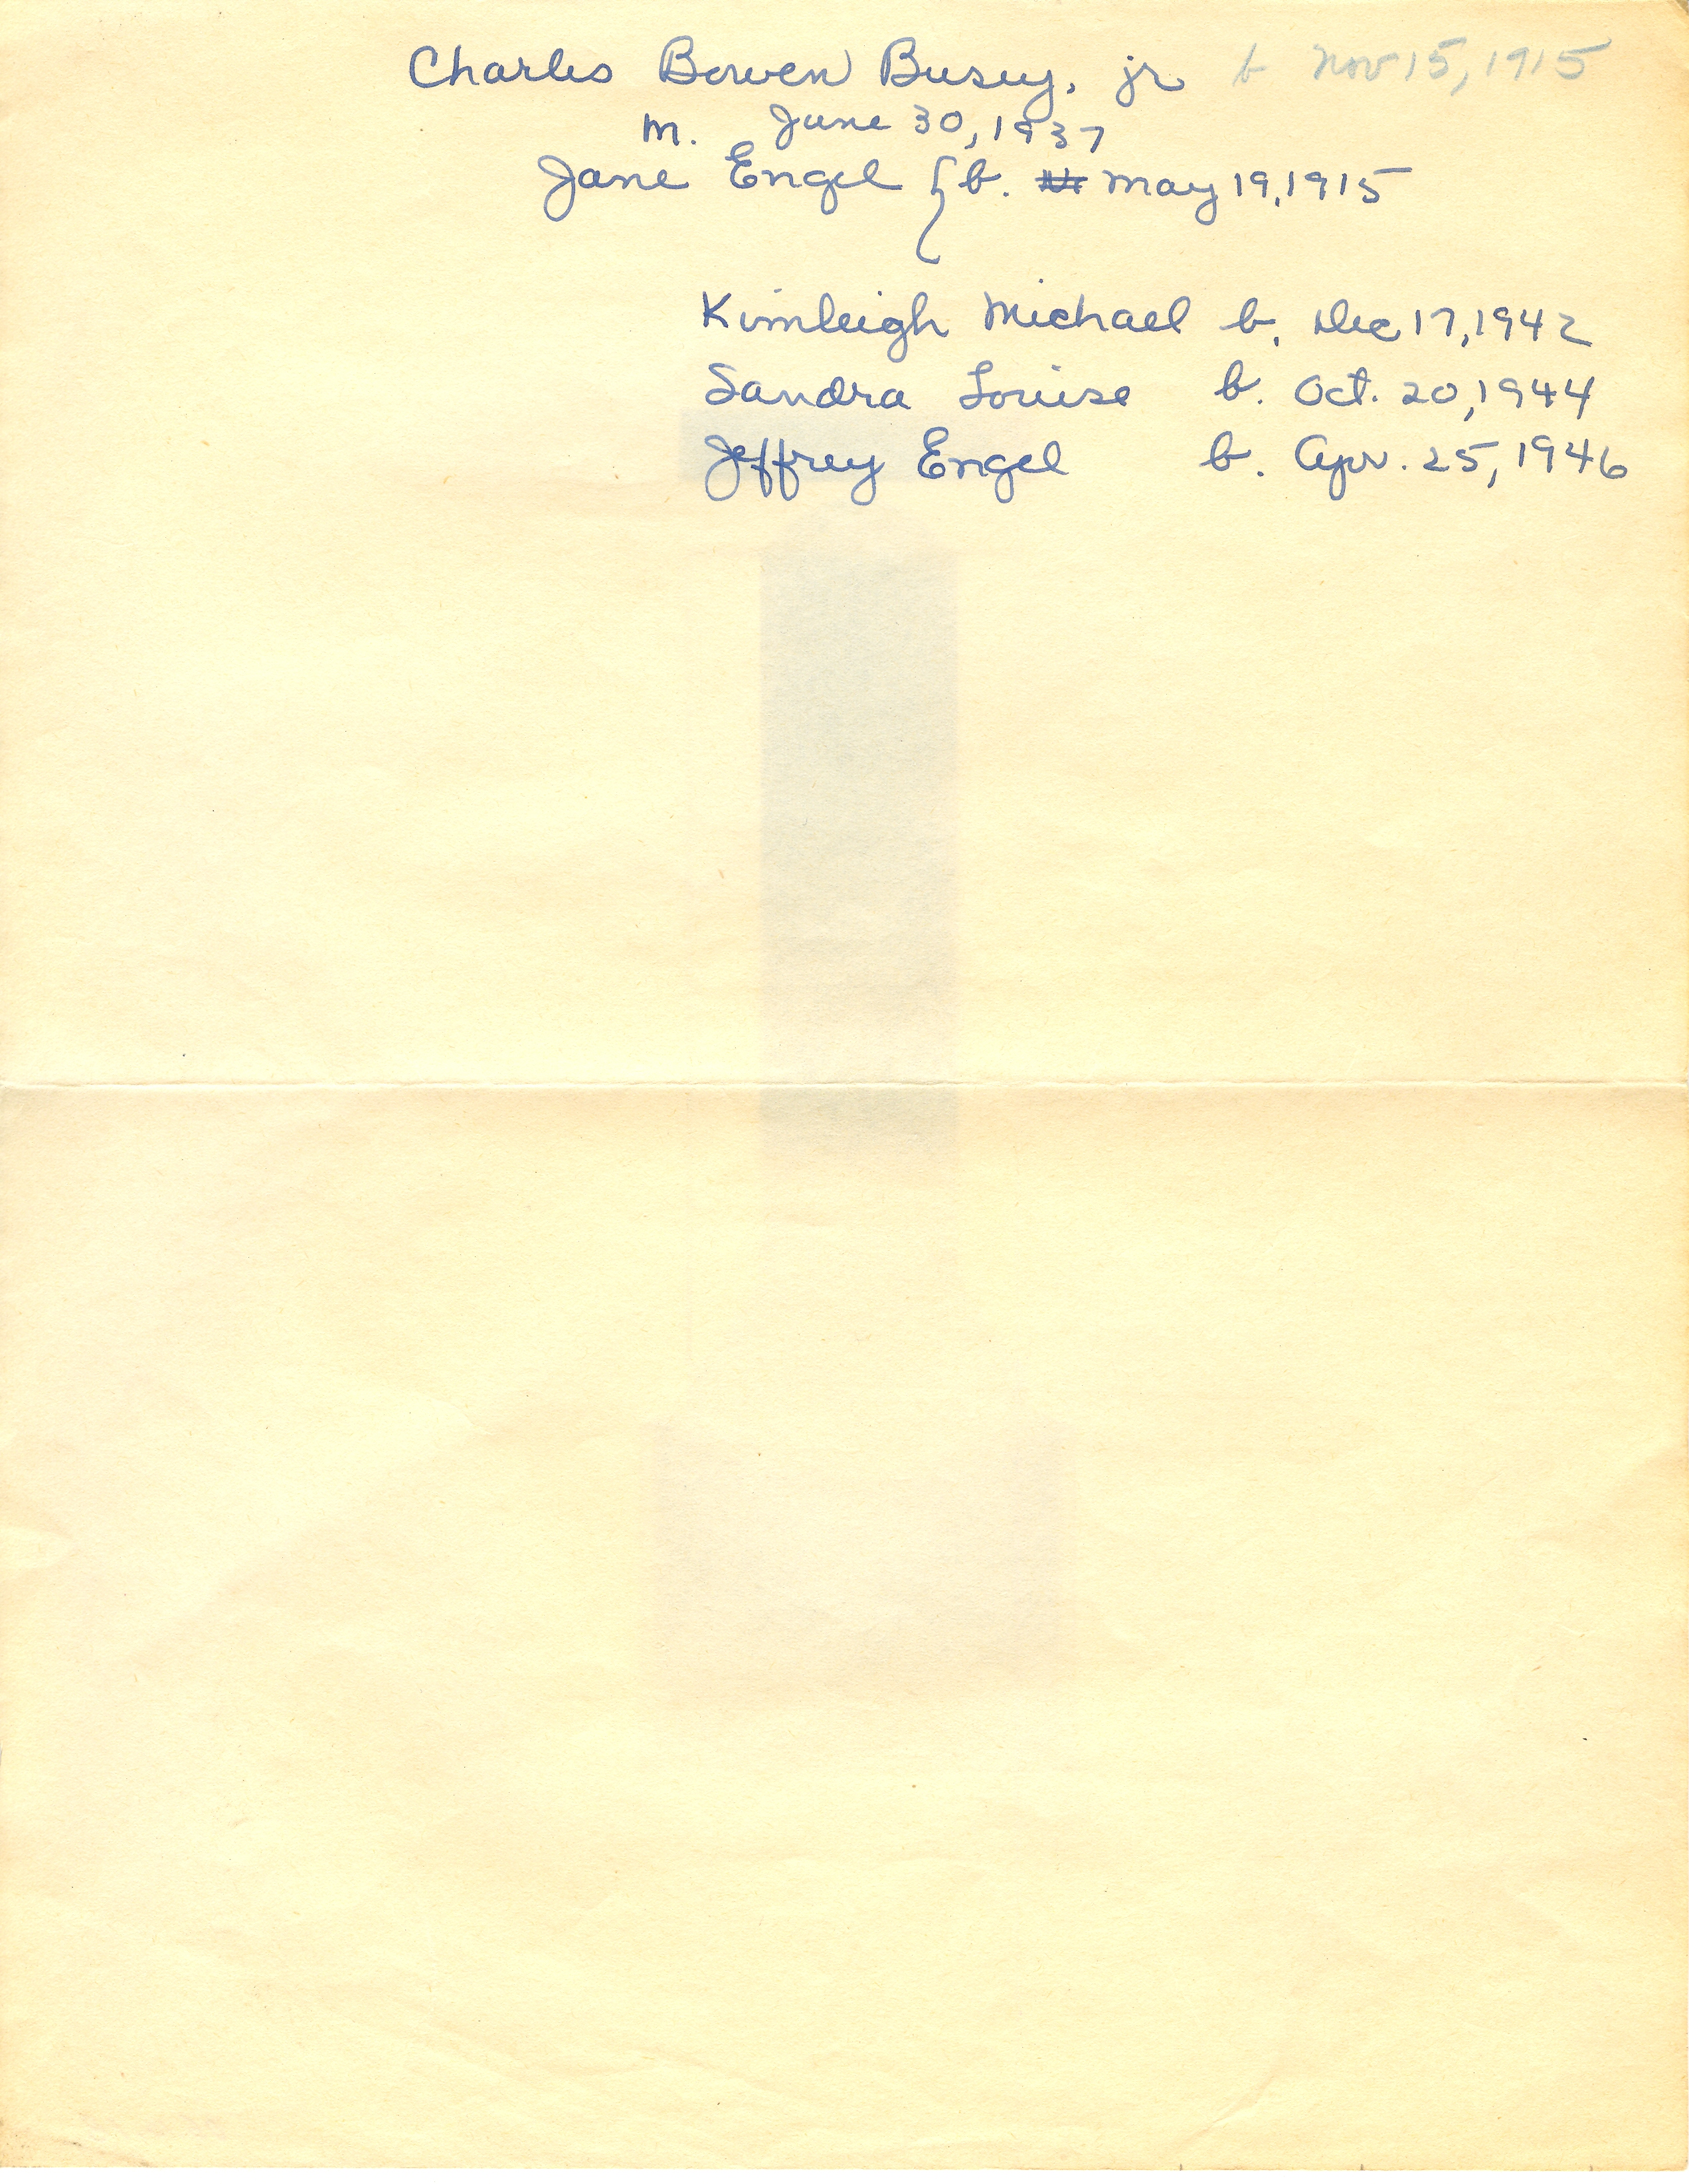 Charles Bowen Busey, jr b Nov 15, 1915
m. June 30, 1937
Jane Engel { b. May 19, 1915
Kimleigh Michael b. Dec 17, 1942
Sandra Louise b. Oct. 20, 1944
Jeffrey Engel b. Apr. 25, 1946